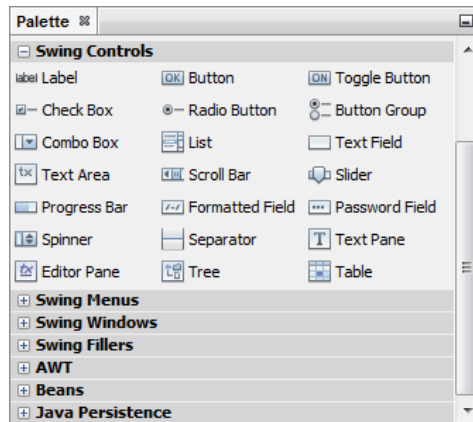 Palette
Swing Controls
label Label OK Button ON Toggle Button
Check Box Radio Button Button Group
Combo Box List Text Field
tx Text Area Scroll Bar Slider
Progress Bar Formatted Field Password Field
Spinner Separator T Text Pane
tx Editor Pane Tree Table
Swing Menus
Swing Windows
Swing Fillers
AWT
Beans
Java Persistence